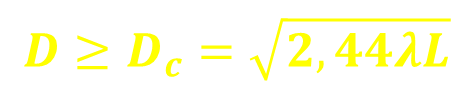 D ≥ D_c = √(2,44λL)